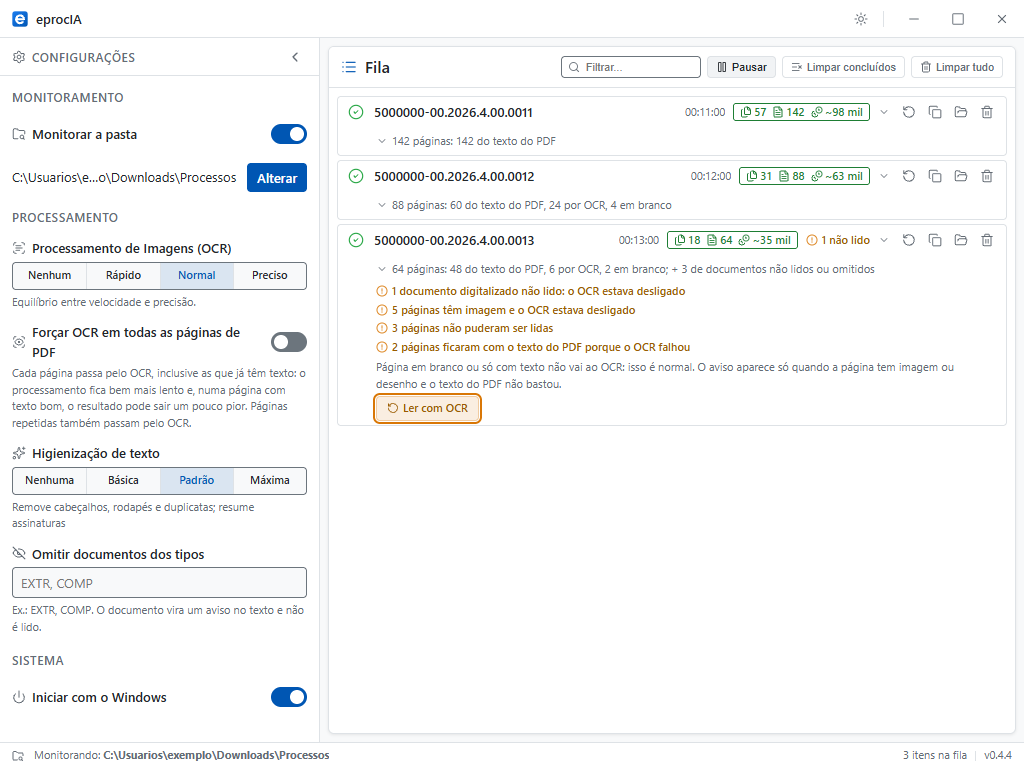 eprocIA
CONFIGURAÇÕES
MONITORAMENTO
Monitorar a pasta
C:\Usuarios\e...o\Downloads\Processos
Alterar
PROCESSAMENTO
Processamento de Imagens (OCR)
Nenhum Rápido Normal Preciso
Equilíbrio entre velocidade e precisão.
Forçar OCR em todas as páginas de
PDF
Cada página passa pelo OCR, inclusive as que já têm texto: o
processamento fica bem mais lento e, numa página com
texto bom, o resultado pode sair um pouco pior. Páginas
repetidas também passam pelo OCR.
Higienização de texto
Nenhuma Básica Padrão Máxima
Remove cabeçalhos, rodapés e duplicatas; resume
assinaturas
Omitir documentos dos tipos
EXTR, COMP
Ex.: EXTR, COMP. O documento vira um aviso no texto e não
é lido.
SISTEMA
Iniciar com o Windows
Fila
Filtrar...
Pausar
Limpar concluídos
Limpar tudo
5000000-00.2026.4.00.0011 00:11:00 57 142 ~98 mil
142 páginas: 142 do texto do PDF
5000000-00.2026.4.00.0012 00:12:00 31 88 ~63 mil
88 páginas: 60 do texto do PDF, 24 por OCR, 4 em branco
5000000-00.2026.4.00.0013 00:13:00 18 64 ~35 mil 1 não lido
64 páginas: 48 do texto do PDF, 6 por OCR, 2 em branco; + 3 de documentos não lidos ou omitidos
1 documento digitalizado não lido: o OCR estava desligado
5 páginas têm imagem e o OCR estava desligado
3 páginas não puderam ser lidas
2 páginas ficaram com o texto do PDF porque o OCR falhou
Página em branco ou só com texto não vai ao OCR: isso é normal. O aviso aparece só quando a página tem imagem ou
desenho e o texto do PDF não bastou.
Ler com OCR
Monitorando: C:\Usuarios\exemplo\Downloads\Processos
3 itens na fila
v0.4.4